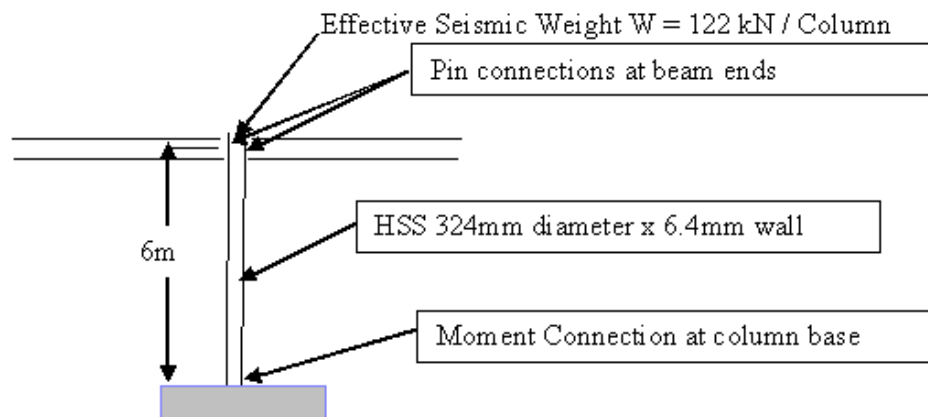 Effective Seismic Weight W = 122 kN / Column
Pin connections at beam ends
HSS 324mm diameter x 6.4mm wall
6m
Moment Connection at column base